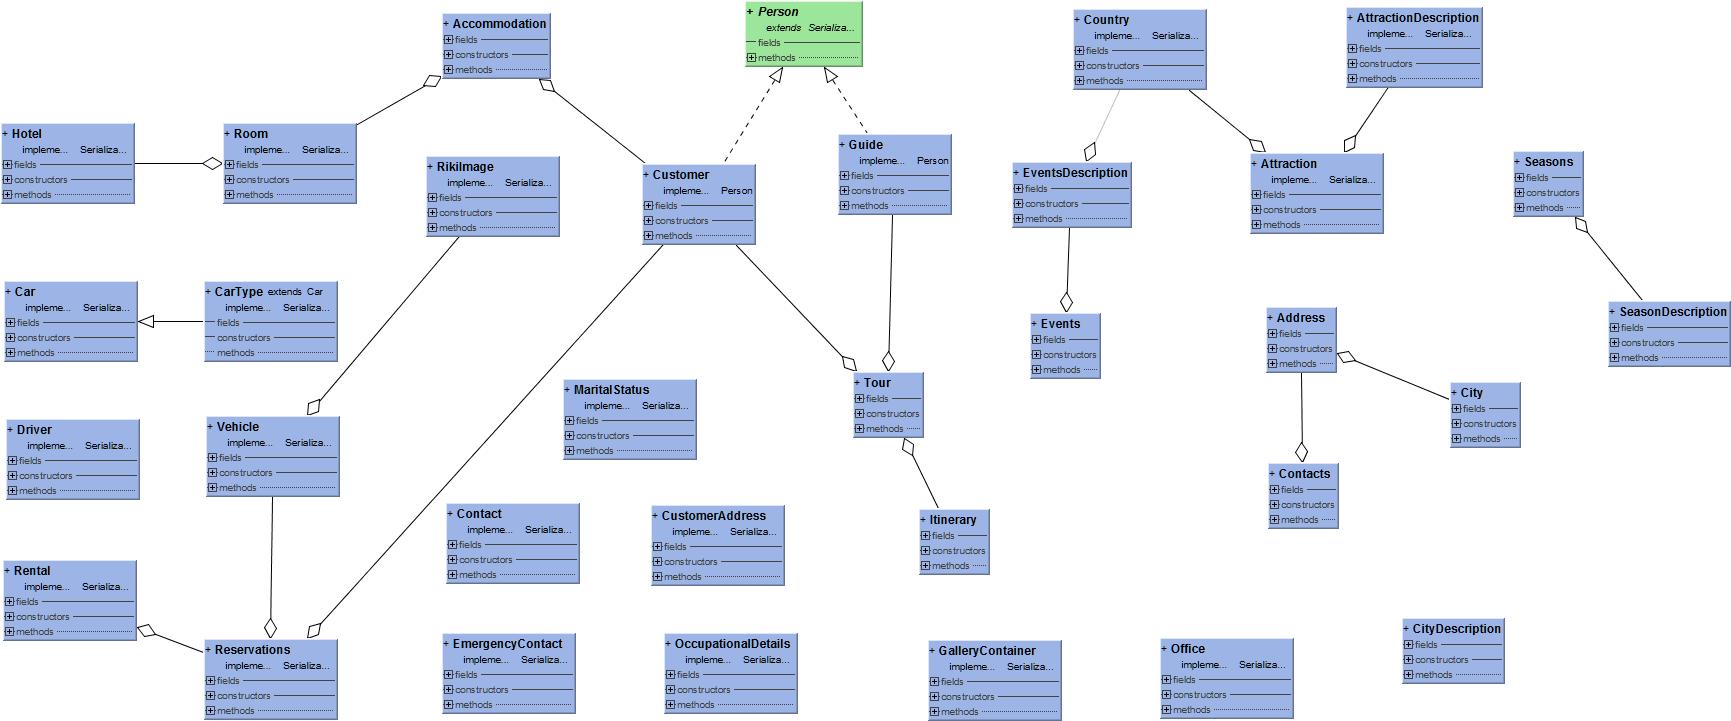 + Accommodation
fields
constructors
methods
+ Person
extends Serializa...
fields
methods
+ Country
impleme... Serializa...
fields
constructors
methods
+ AttractionDescription
impleme... Serializa...
fields
constructors
methods
+ Hotel
impleme... Serializa...
fields
constructors
methods
+ Room
impleme... Serializa...
fields
constructors
methods
+ RikiImage
impleme... Serializa...
fields
constructors
methods
+ Customer
impleme... Person
fields
constructors
methods
+ Guide
impleme... Person
fields
constructors
methods
+ EventsDescription
fields
constructors
methods
+ Attraction
impleme... Serializa...
fields
constructors
methods
+ Seasons
fields
constructors
methods
+ Car
impleme... Serializa...
fields
constructors
methods
+ CarType extends Car
impleme... Serializa...
fields
constructors
methods
+ Events
fields
constructors
methods
+ Address
fields
constructors
methods
+ SeasonDescription
fields
constructors
methods
+ Driver
impleme... Serializa...
fields
constructors
methods
+ Vehicle
impleme... Serializa...
fields
constructors
methods
+ MaritalStatus
impleme... Serializa...
fields
constructors
methods
+ Tour
fields
constructors
methods
+ City
fields
constructors
methods
+ Contacts
fields
constructors
methods
+ Contact
impleme... Serializa...
fields
constructors
methods
+ CustomerAddress
impleme... Serializa...
fields
constructors
methods
+ Itinerary
fields
constructors
methods
+ Rental
impleme... Serializa...
fields
constructors
methods
+ Reservations
impleme... Serializa...
fields
constructors
methods
+ EmergencyContact
impleme... Serializa...
fields
constructors
methods
+ OccupationalDetails
impleme... Serializa...
fields
constructors
methods
+ GalleryContainer
impleme... Serializa...
fields
constructors
methods
+ Office
impleme... Serializa...
fields
constructors
methods
+ CityDescription
fields
constructors
methods